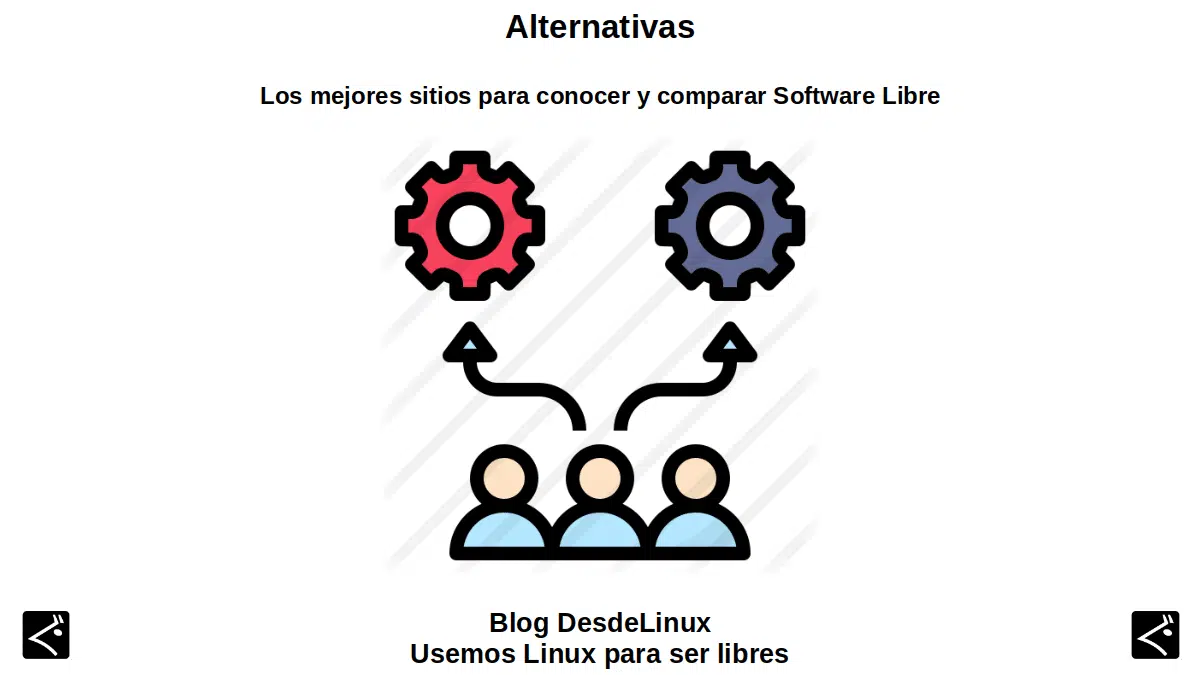 Alternativas
Los mejores sitios para conocer y comparar Software Libre
Blog DesdeLinux
Usemos Linux para ser libres